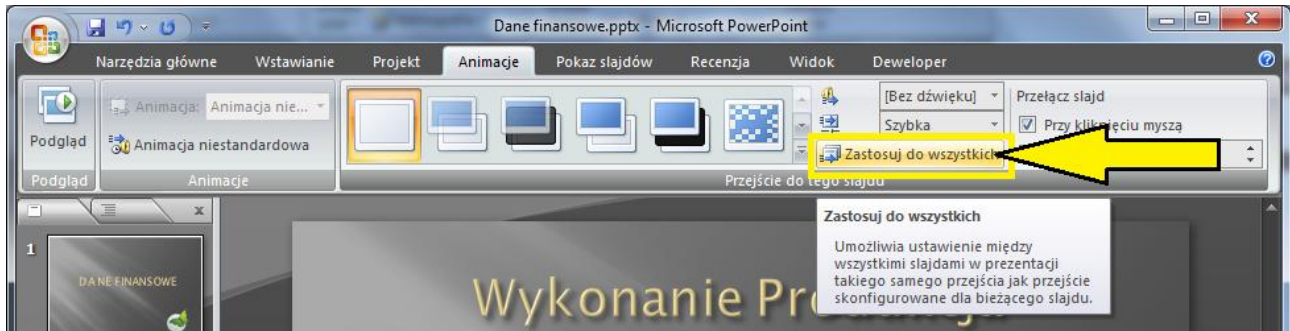 Dane finansowe.pptx - Microsoft PowerPoint
Narzędzia główne Wstawianie Projekt Animacje Pokaz slajdów Recenzja Widok Deweloper
Animacja: Animacja nie...
[Bez dźwięku] Przełącz slajd
Szybka Przy kliknięciu myszą
Podgląd Animacja niestandardowa
Zastosuj do wszystkich
Podgląd Animacje Przejście do tego slajdu
Zastosuj do wszystkich
Umożliwia ustawienie między
wszystkimi slajdami w prezentacji
takiego samego przejścia jak przejście
skonfigurowane dla bieżącego slajdu.
1
DANE FINANSOWE
Wykonanie